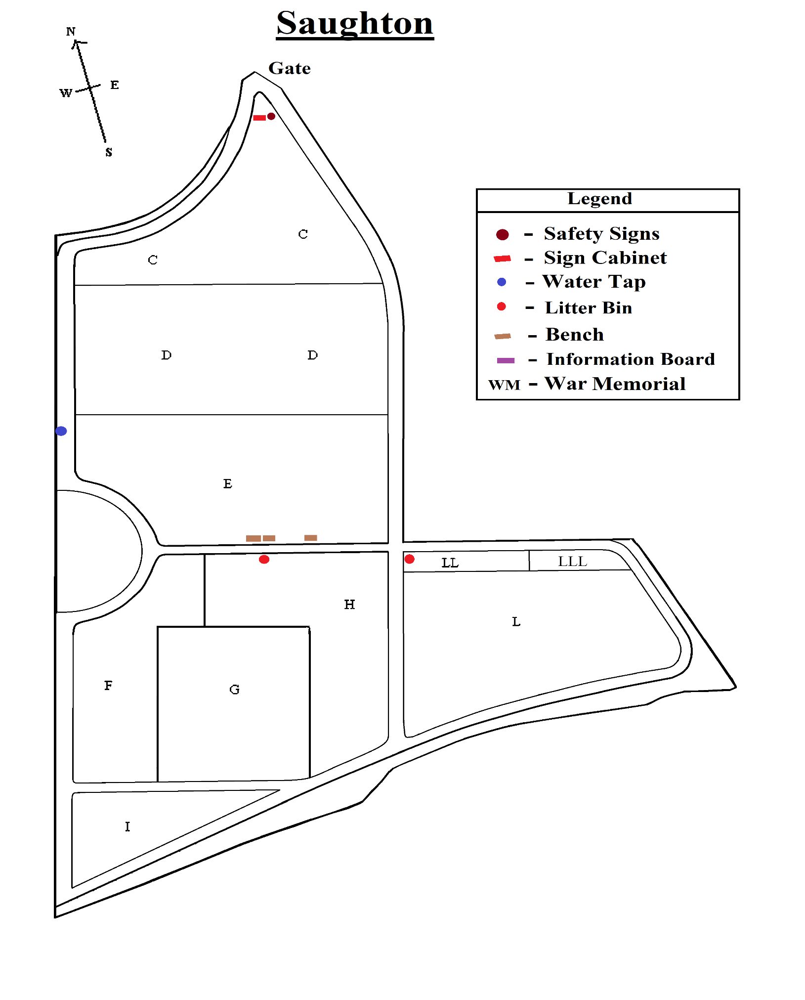 Saughton
N
Gate
W E
S
Legend
- Safety Signs
- Sign Cabinet
- Water Tap
- Litter Bin
- Bench
- Information Board
WM - War Memorial
C
C
D D
E
LL LLL
H
L
F G
I